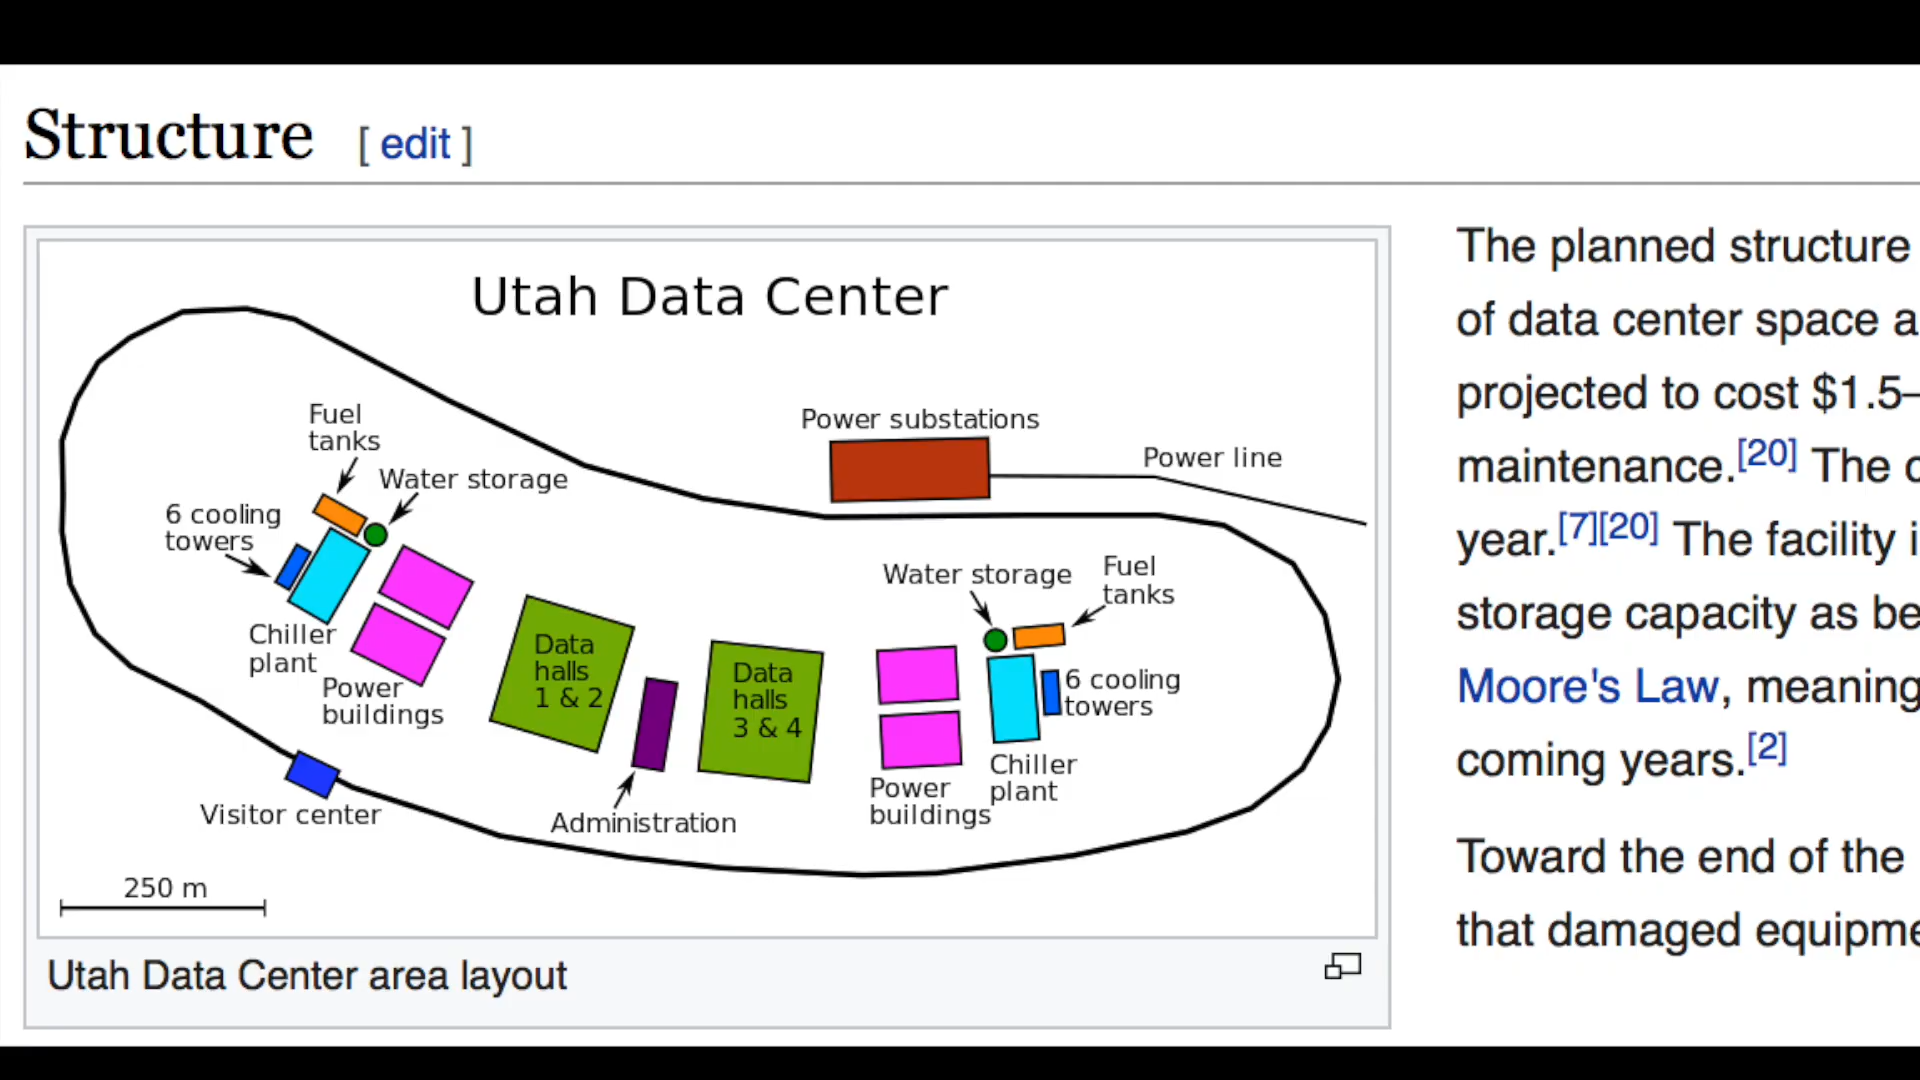 Structure [ edit ]
Utah Data Center
Fuel
tanks
Water storage
6 cooling
towers
Chiller
plant
Power
buildings
Data
halls
1 & 2
Administration
Data
halls
3 & 4
Power substations
Power line
Water storage
Fuel
tanks
6 cooling
towers
Chiller
plant
Power
buildings
Visitor center
250 m
Utah Data Center area layout
The planned structure
of data center space a
projected to cost $1.5–
maintenance.[20] The c
year.[7][20] The facility i
storage capacity as be
Moore's Law, meaning
coming years.[2]
Toward the end of the
that damaged equipme